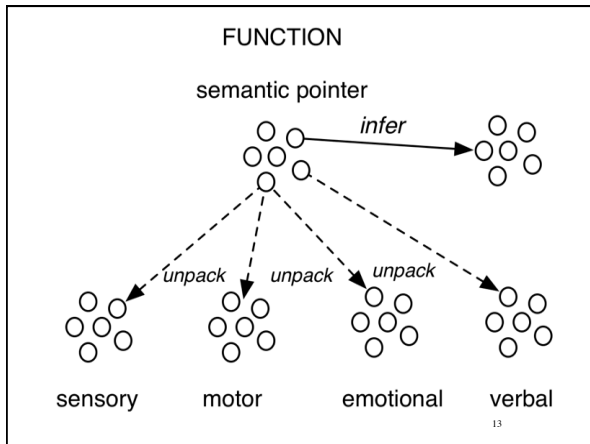 FUNCTION
semantic pointer
infer
unpack unpack unpack
sensory motor emotional verbal
13